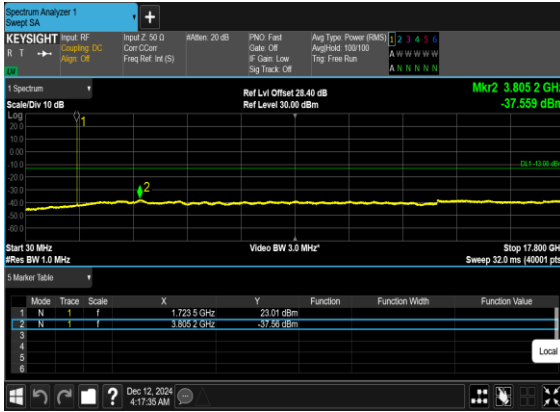 Spectrum Analyzer 1
Swept SA
+
KEYSIGHT
R T
Input: RF
Coupling: DC
Align: Off
Input Z: 50 Ω
Corr CCorr
Freq Ref: Int (S)
#Atten: 20 dB
PNO: Fast
Gate: Off
IF Gain: Low
Sig Track: Off
Avg Type: Power (RMS)
Avg|Hold: 100/100
Trig: Free Run
1 2 3 4 5 6
A W W W W W
A N N N N N
1 Spectrum
Scale/Div 10 dB
Ref Lvl Offset 28.40 dB
Ref Level 30.00 dBm
Mkr2 3.805 2 GHz
-37.559 dBm
Log
20.0
10.0
0.00
-10.0
-20.0
-30.0
-40.0
-50.0
-60.0
1
2
DL1 -13.00 dBm
Start 30 MHz
#Res BW 1.0 MHz
Video BW 3.0 MHz*
Stop 17.800 GHz
Sweep 32.0 ms (40001 pts)
5 Marker Table
Mode Trace Scale X Y Function Function Width Function Value
1 N 1 f 1.723 5 GHz 23.01 dBm
2 N 1 f 3.805 2 GHz -37.56 dBm
3
4
5
6
Local
Dec 12, 2024
4:17:35 AM